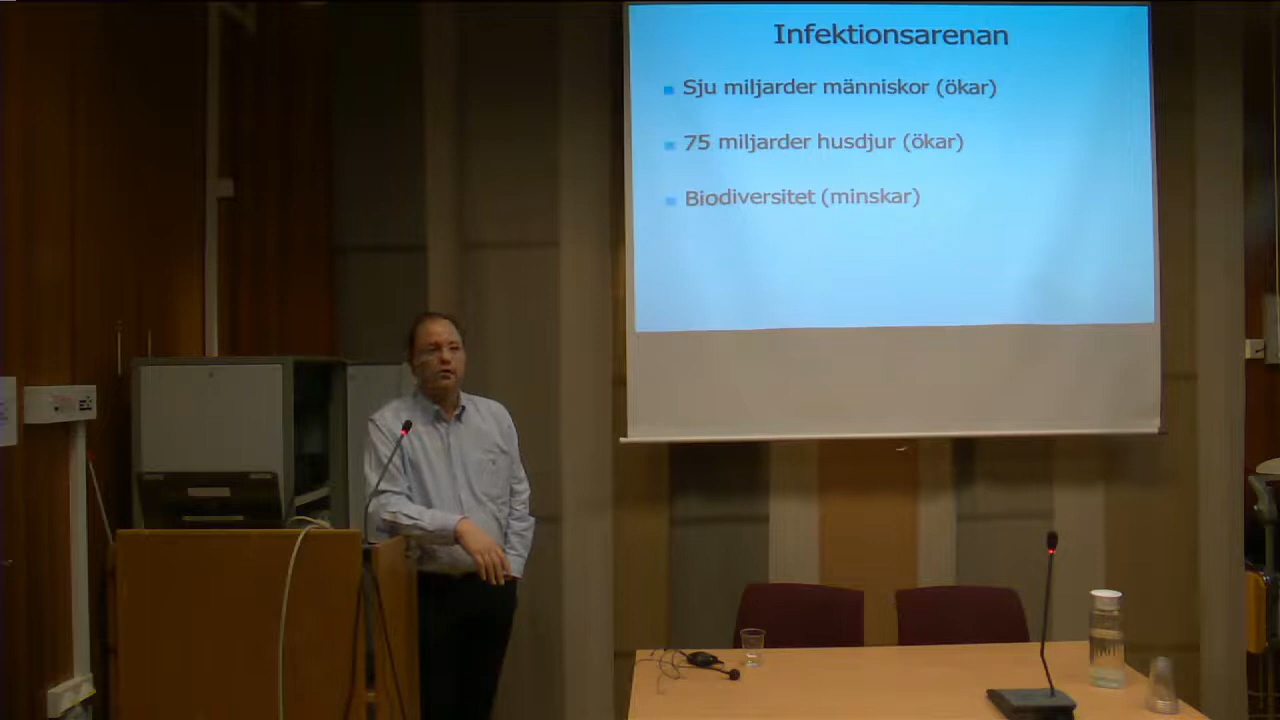 Infektionsarenan
Sju miljarder människor (ökar)
75 miljarder husdjur (ökar)
Biodiversitet (minskar)